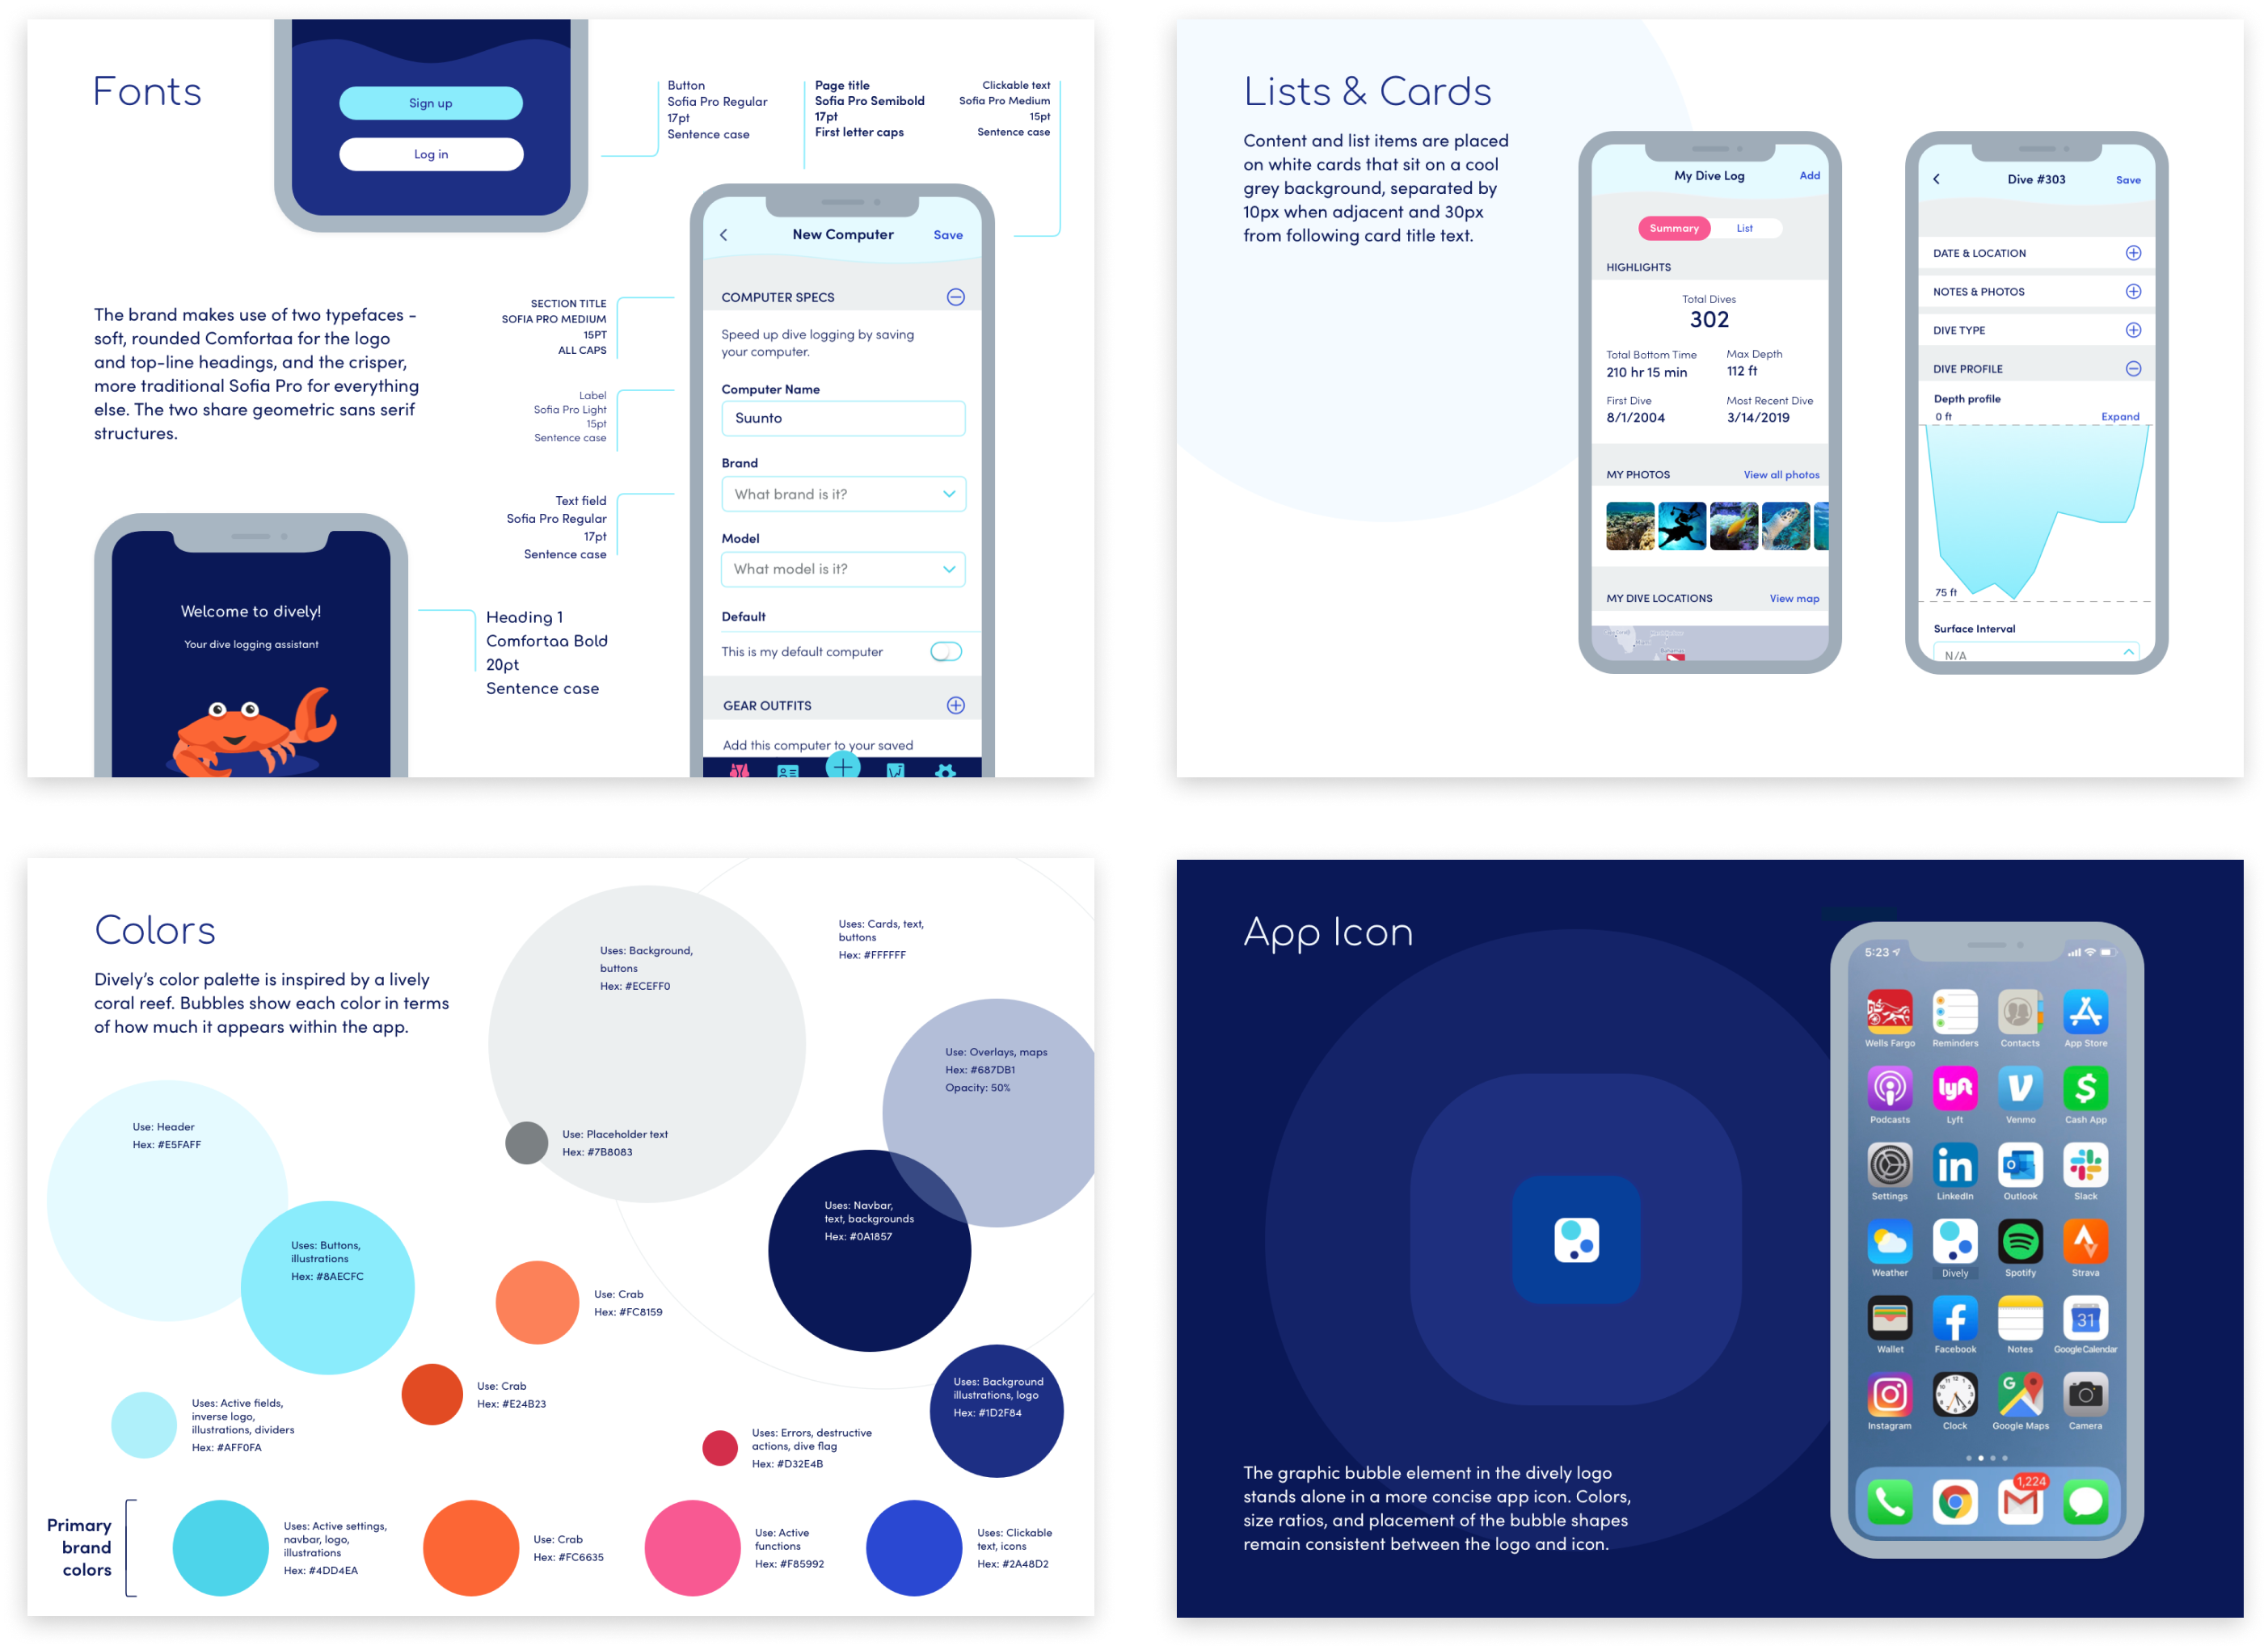 Fonts
Sign up
Log in
Button
Sofia Pro Regular
17pt
Sentence case
Page title
Sofia Pro Semibold
17pt
First letter caps
Clickable text
Sofia Pro Medium
15pt
Sentence case
The brand makes use of two typefaces -
soft, rounded Comfortaa for the logo
and top-line headings, and the crisper,
more traditional Sofia Pro for everything
else. The two share geometric sans serif
structures.
SECTION TITLE
SOFIA PRO MEDIUM
15PT
ALL CAPS
Label
Sofia Pro Light
15pt
Sentence case
Text field
Sofia Pro Regular
17pt
Sentence case
Welcome to dively!
Your dive logging assistant
Heading 1
Comfortaa Bold
20pt
Sentence case
New Computer
Save
COMPUTER SPECS
Speed up dive logging by saving
your computer.
Computer Name
Suunto
Brand
What brand is it?
Model
What model is it?
Default
This is my default computer
GEAR OUTFITS
Add this computer to your saved
Lists & Cards
Content and list items are placed
on white cards that sit on a cool
grey background, separated by
10px when adjacent and 30px
from following card title text.
My Dive Log
Add
Summary
List
HIGHLIGHTS
Total Dives
302
Total Bottom Time
Max Depth
210 hr 15 min
112 ft
First Dive
Most Recent Dive
8/1/2004
3/14/2019
MY PHOTOS
View all photos
MY DIVE LOCATIONS
View map
Dive #303
Save
DATE & LOCATION
NOTES & PHOTOS
DIVE TYPE
DIVE PROFILE
Depth profile
0 ft
Expand
75 ft
Surface Interval
N/A
Colors
Dively’s color palette is inspired by a lively
coral reef. Bubbles show each color in terms
of how much it appears within the app.
Uses: Background,
buttons
Hex: #ECEFF0
Uses: Cards, text,
buttons
Hex: #FFFFFF
Use: Overlays, maps
Hex: #687DB1
Opacity: 50%
Use: Header
Hex: #E5FAFF
Use: Placeholder text
Hex: #7B8083
Uses: Navbar,
text, backgrounds
Hex: #0A1857
Uses: Buttons,
illustrations
Hex: #8AECFC
Use: Crab
Hex: #FC8159
Use: Crab
Hex: #E24B23
Uses: Background
illustrations, logo
Hex: #1D2F84
Uses: Active fields,
inverse logo,
illustrations, dividers
Hex: #AFF0FA
Uses: Errors, destructive
actions, dive flag
Hex: #D32E4B
Primary
brand
colors
Uses: Active settings,
navbar, logo,
illustrations
Hex: #4DD4EA
Use: Crab
Hex: #FC6635
Use: Active
functions
Hex: #F85992
Uses: Clickable
text, icons
Hex: #2A48D2
App Icon
The graphic bubble element in the dively logo
stands alone in a more concise app icon. Colors,
size ratios, and placement of the bubble shapes
remain consistent between the logo and icon.
5:23
Wells Fargo
Reminders
Contacts
App Store
lyft
Podcasts
Lyft
Venmo
Cash App
in
Settings
LinkedIn
Outlook
Slack
Weather
Dively
Spotify
Strava
31
Wallet
Facebook
Notes
Google Calendar
Instagram
Clock
Google Maps
Camera
1,224